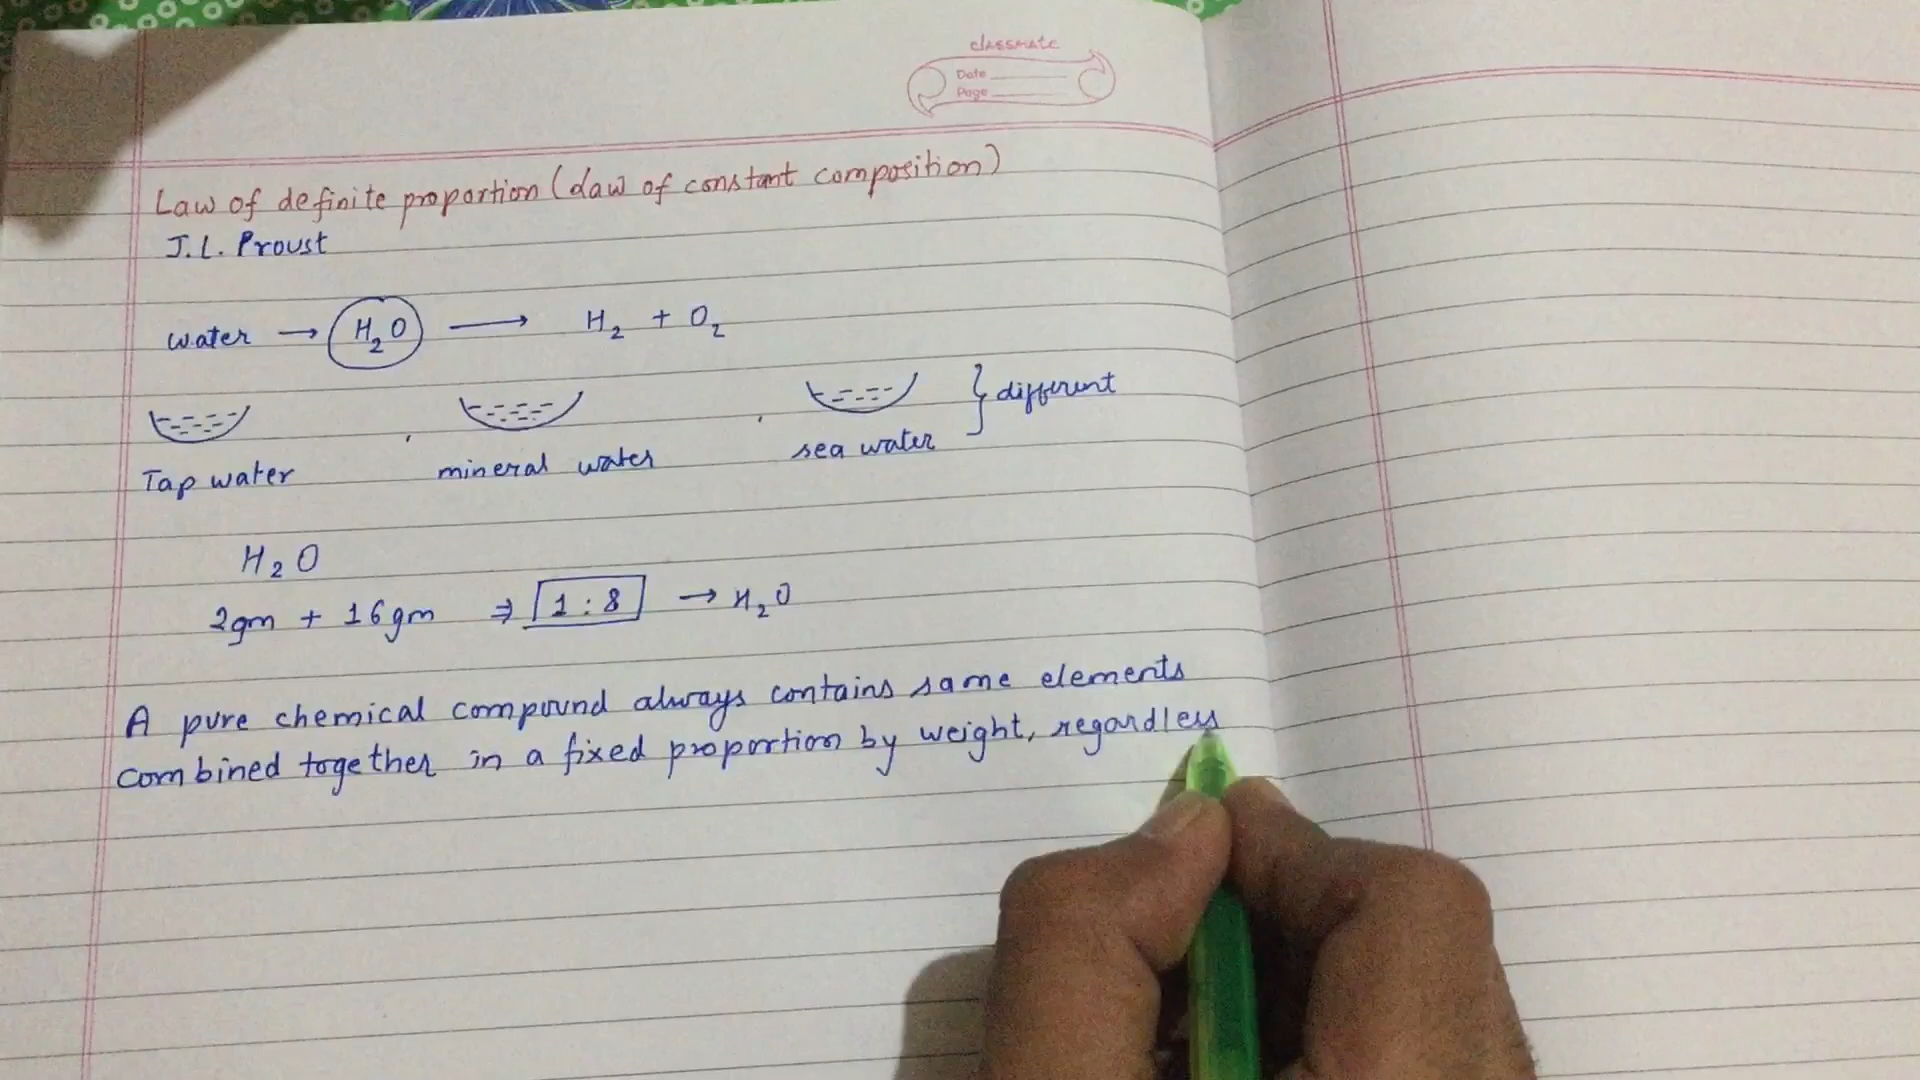 classmate
Date
Page
Law of definite proportion (Law of constant composition)
J.L. Proust
water → H₂O → H₂ + O₂
Tap water , mineral water , sea water } different
H₂O
2gm + 16gm ⇒ 1 : 8 → H₂O
A pure chemical compound always contains same elements
combined together in a fixed proportion by weight, regardless